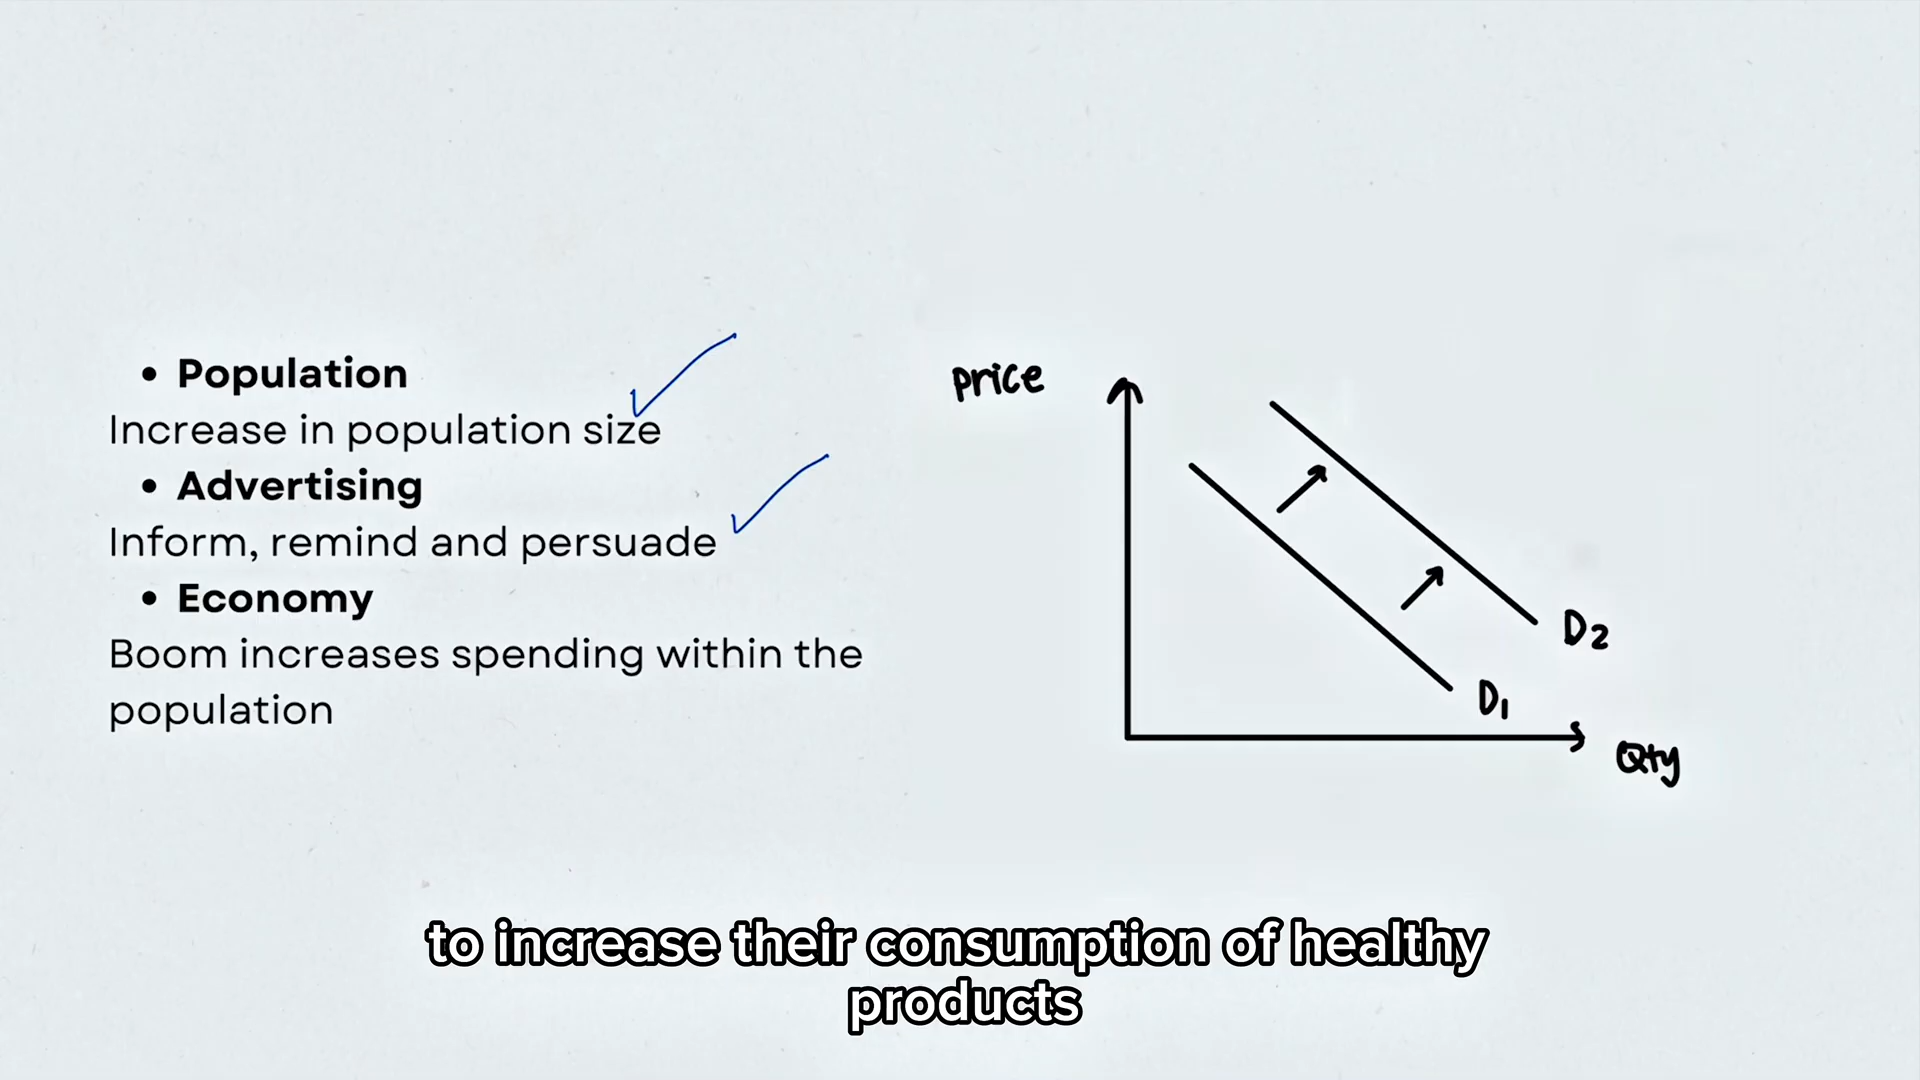 • Population
Increase in population size
• Advertising
Inform, remind and persuade
• Economy
Boom increases spending within the
population
Price
D2
D1
Qty
to increase their consumption of healthy
products